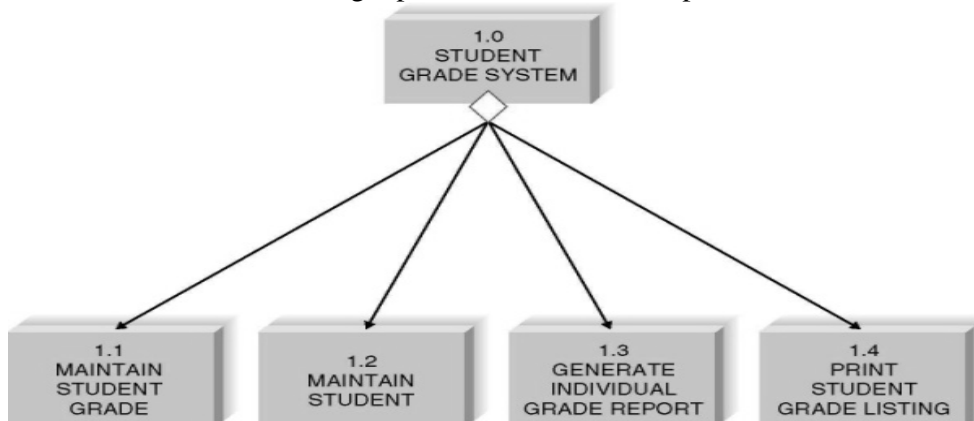 1.0
STUDENT
GRADE SYSTEM
1.1
MAINTAIN
STUDENT
GRADE
1.2
MAINTAIN
STUDENT
1.3
GENERATE
INDIVIDUAL
GRADE REPORT
1.4
PRINT
STUDENT
GRADE LISTING